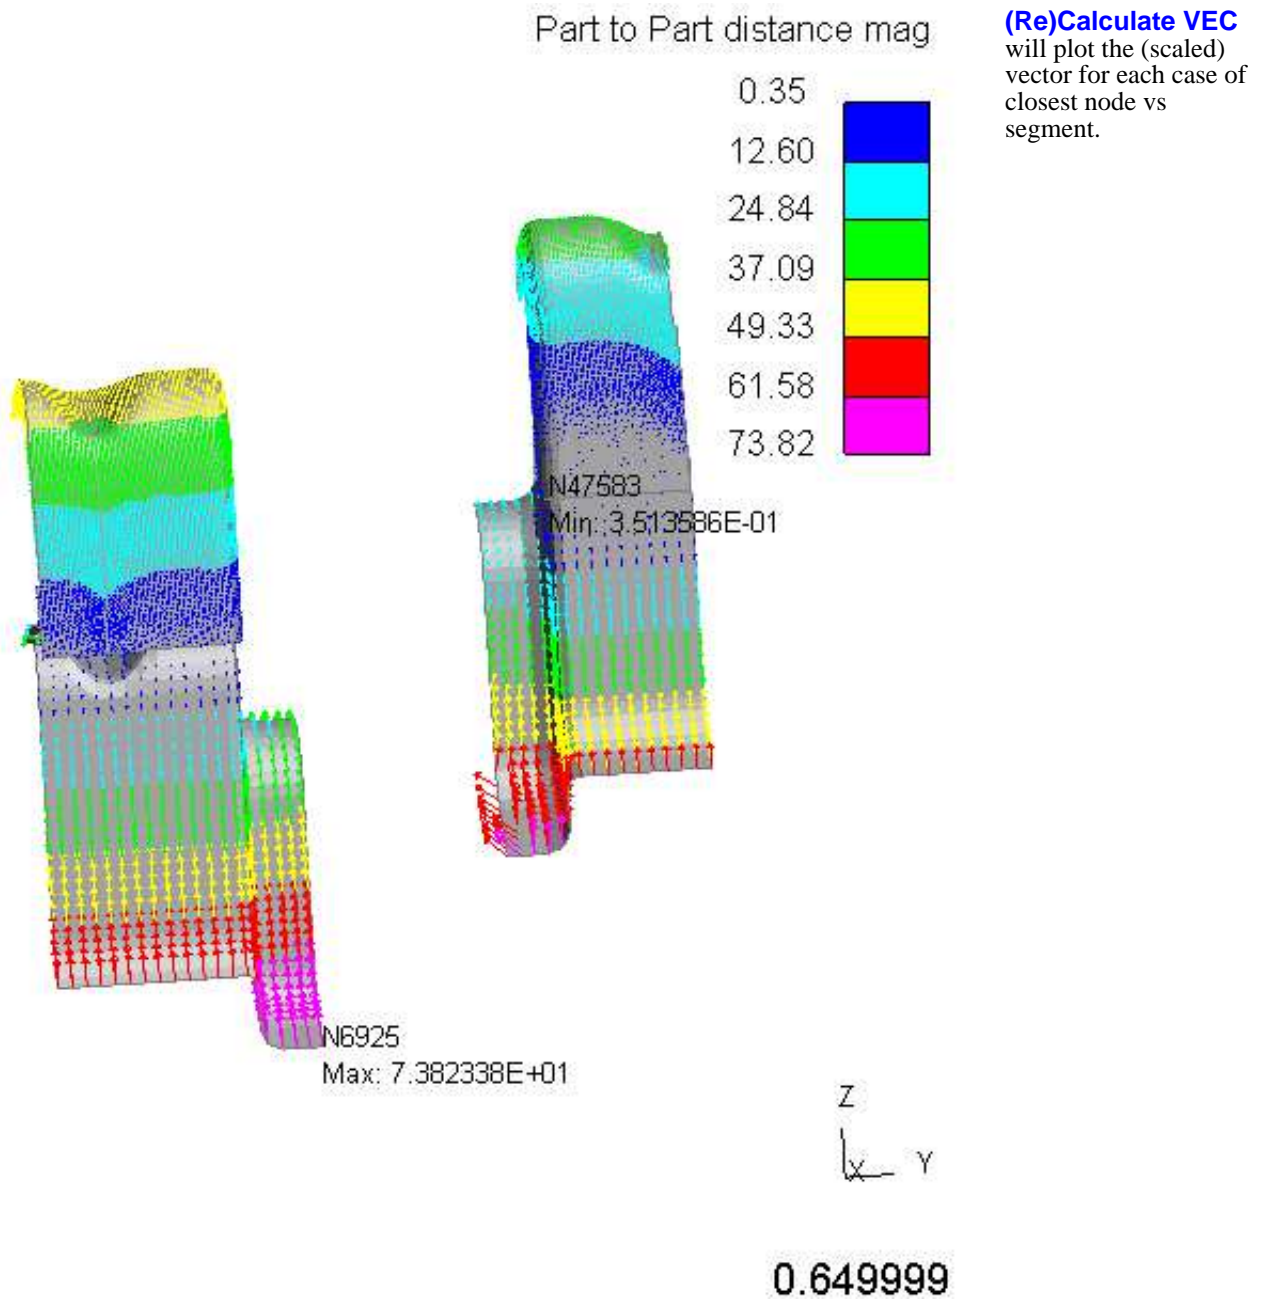 Part to Part distance mag
(Re)Calculate VEC
will plot the (scaled)
vector for each case of
closest node vs
segment.
0.35
12.60
24.84
37.09
49.33
61.58
73.82
N47583
Min: 3.513586E-01
N6925
Max: 7.382338E+01
Z
X
Y
0.649999